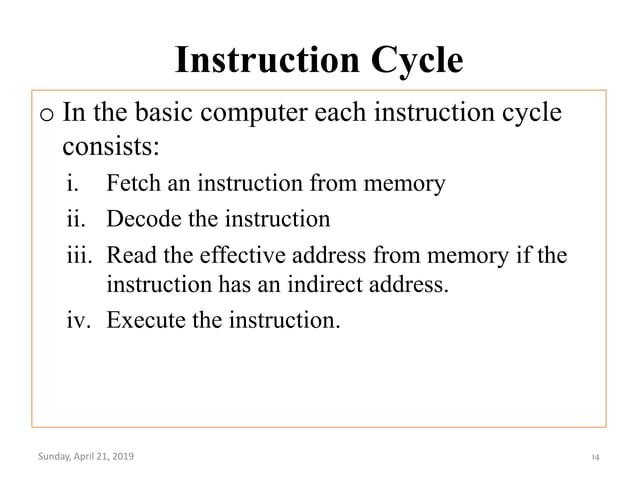 Instruction Cycle
o In the basic computer each instruction cycle
consists:
i. Fetch an instruction from memory
ii. Decode the instruction
iii. Read the effective address from memory if the
instruction has an indirect address.
iv. Execute the instruction.
Sunday, April 21, 2019
14